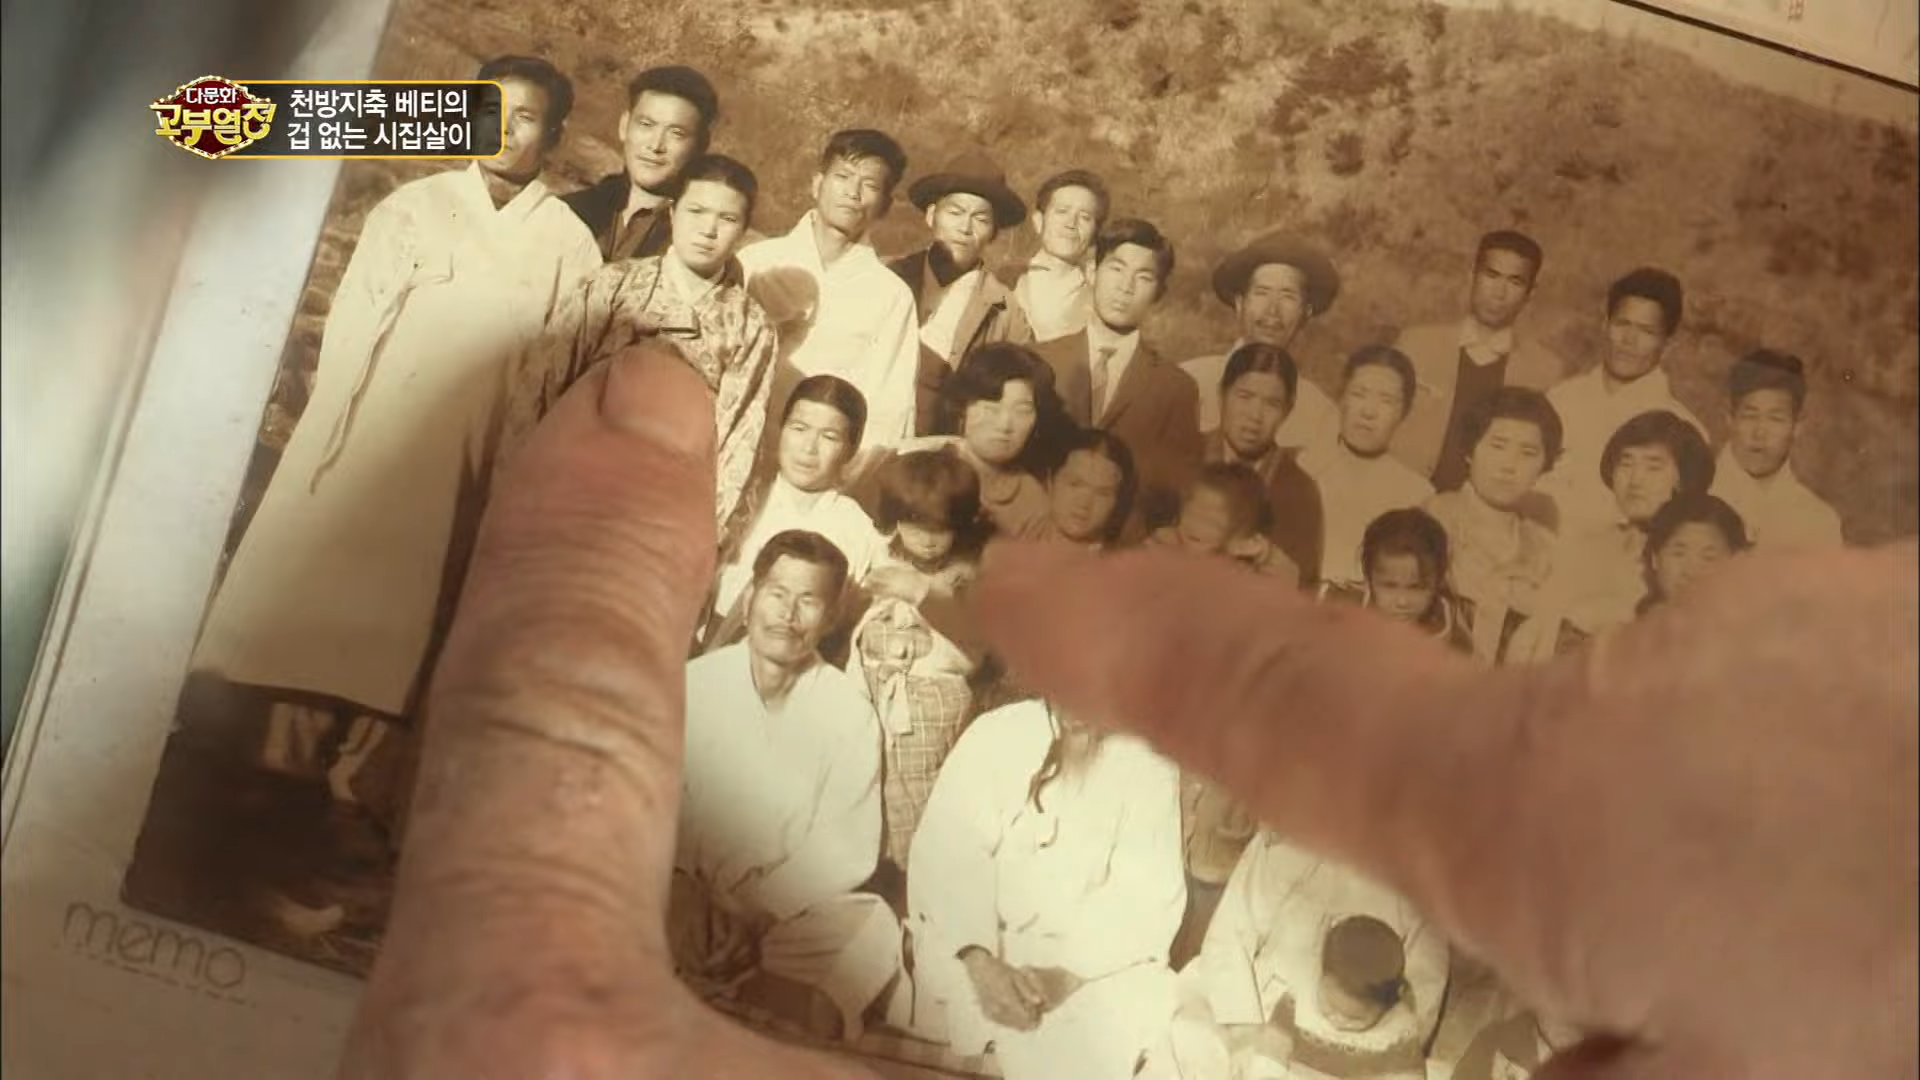 다문화
고부열전
천방지축 베티의
겁 없는 시집살이
memo